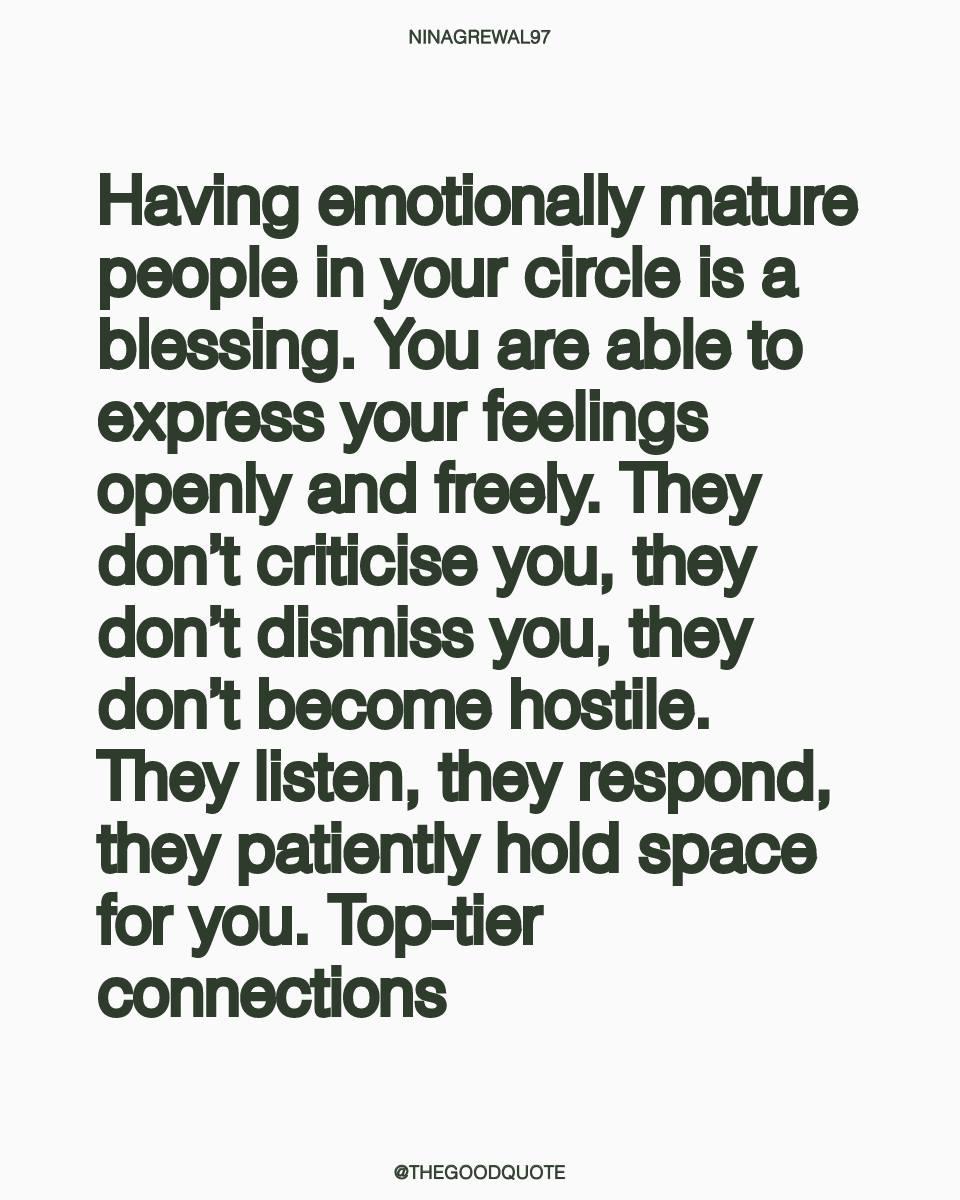 NINAGREWAL97
Having emotionally mature
people in your circle is a
blessing. You are able to
express your feelings
openly and freely. They
don’t criticise you, they
don’t dismiss you, they
don’t become hostile.
They listen, they respond,
they patiently hold space
for you. Top-tier
connections
@THEGOODQUOTE